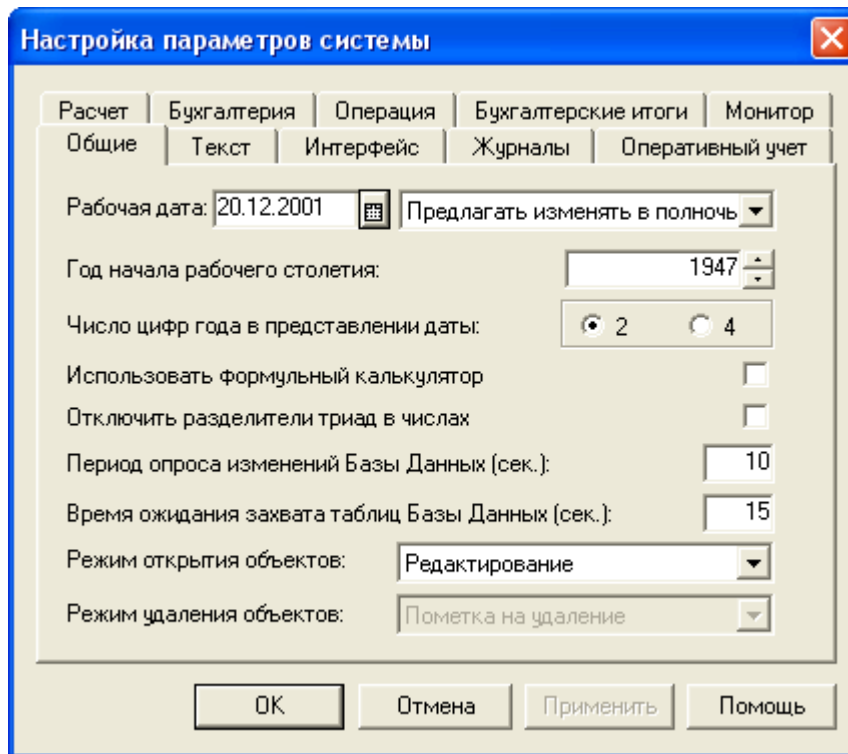 Настройка параметров системы
Расчет Бухгалтерия Операция Бухгалтерские итоги Монитор
Общие Текст Интерфейс Журналы Оперативный учет
Рабочая дата: 20.12.2001 Предлагать изменять в полночь
Год начала рабочего столетия: 1947
Число цифр года в представлении даты: 2 4
Использовать формульный калькулятор
Отключить разделители триад в числах
Период опроса изменений Базы Данных (сек.): 10
Время ожидания захвата таблиц Базы Данных (сек.): 15
Режим открытия объектов: Редактирование
Режим удаления объектов: Пометка на удаление
OK Отмена Применить Помощь